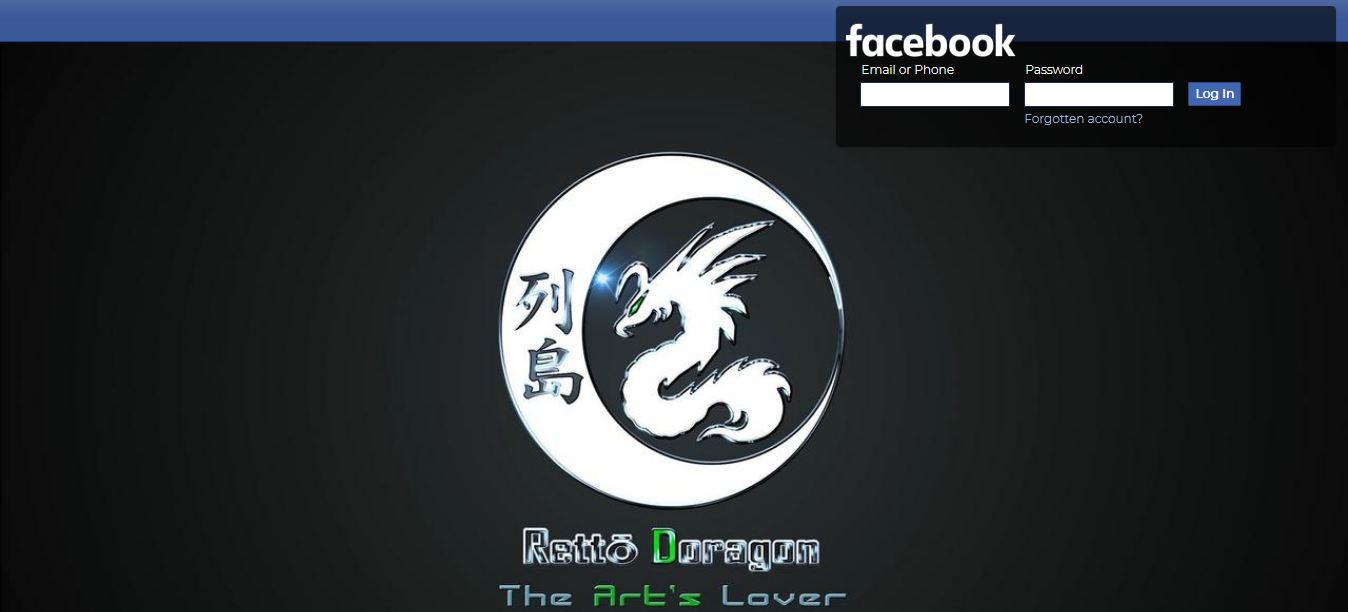 facebook
Email or Phone Password
Log In
Forgotten account?
列島
Rettō Doragon
The Art's Lover